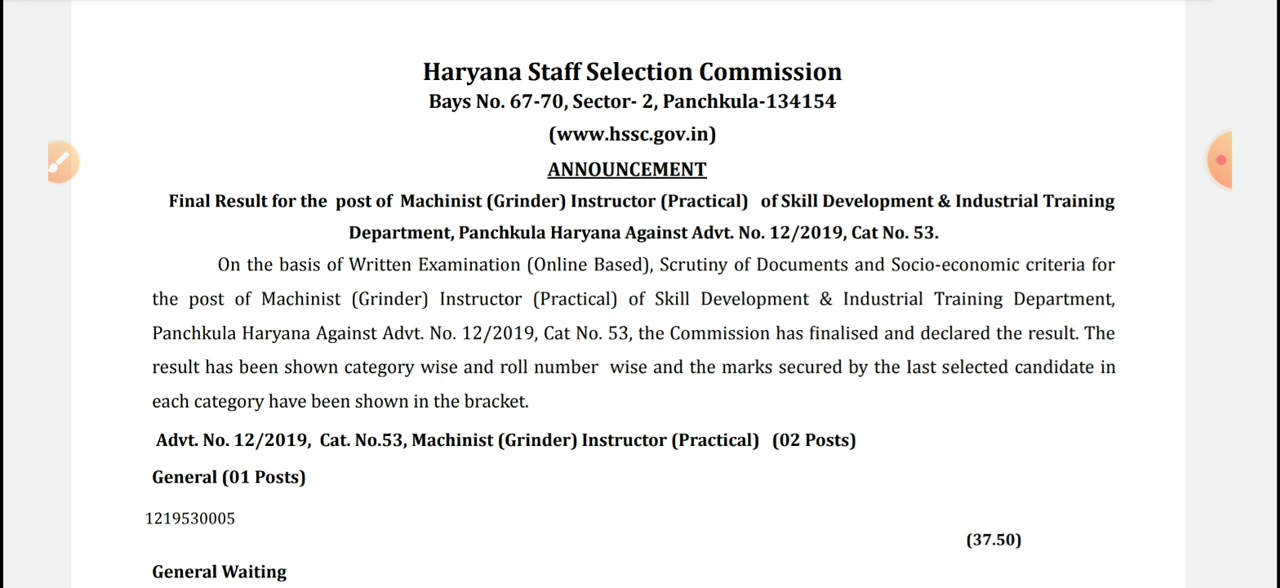 Haryana Staff Selection Commission
Bays No. 67-70, Sector- 2, Panchkula-134154
(www.hssc.gov.in)
ANNOUNCEMENT
Final Result for the post of Machinist (Grinder) Instructor (Practical) of Skill Development & Industrial Training
Department, Panchkula Haryana Against Advt. No. 12/2019, Cat No. 53.
On the basis of Written Examination (Online Based), Scrutiny of Documents and Socio-economic criteria for
the post of Machinist (Grinder) Instructor (Practical) of Skill Development & Industrial Training Department,
Panchkula Haryana Against Advt. No. 12/2019, Cat No. 53, the Commission has finalised and declared the result. The
result has been shown category wise and roll number wise and the marks secured by the last selected candidate in
each category have been shown in the bracket.
Advt. No. 12/2019, Cat. No.53, Machinist (Grinder) Instructor (Practical) (02 Posts)
General (01 Posts)
1219530005
(37.50)
General Waiting